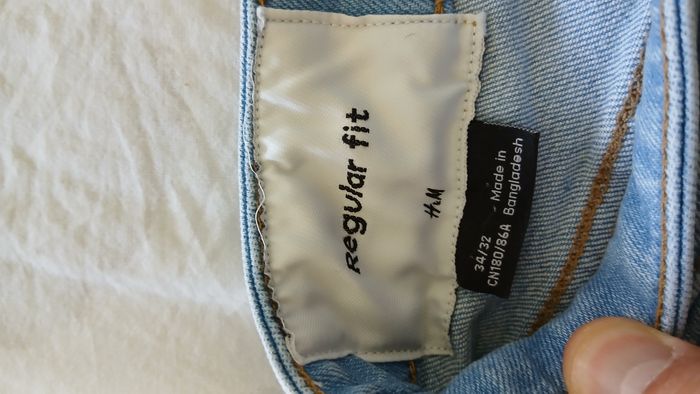 Regular fit
H&M
34/32
CN180/86A
Made in
Bangladesh